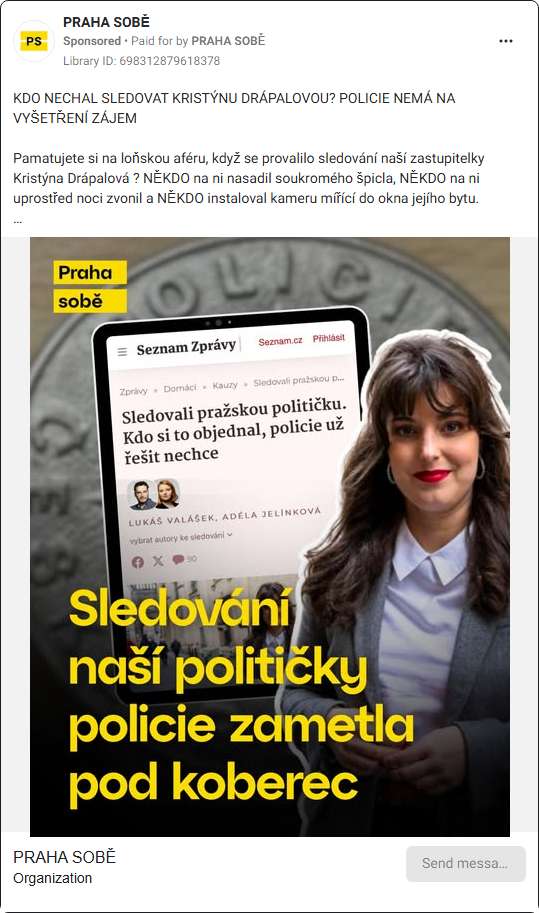 PRAHA SOBĚ
Sponsored • Paid for by PRAHA SOBĚ
Library ID: 698312879618378
PS
KDO NECHAL SLEDOVAT KRISTÝNU DRÁPALOVOU? POLICIE NEMÁ NA
VYŠETŘENÍ ZÁJEM
Pamatujete si na loňskou aféru, když se provalilo sledování naší zastupitelky
Kristýna Drápalová ? NĚKDO na ni nasadil soukromého špicla, NĚKDO na ni
uprostřed noci zvonil a NĚKDO instaloval kameru mířící do okna jejího bytu.
...
Praha
sobě
POLICIE
Seznam Zprávy
Seznam.cz Přihlásit
Zprávy » Domácí » Kauzy » Sledovali pražskou p...
Sledovali pražskou političku.
Kdo si to objednal, policie už
řešit nechce
LUKÁŠ VALÁŠEK, ADÉLA JELÍNKOVÁ
vybrat autory ke sledování
90
Sledování
naší političky
policie zametla
pod koberec
PRAHA SOBĚ
Organization
Send messa...